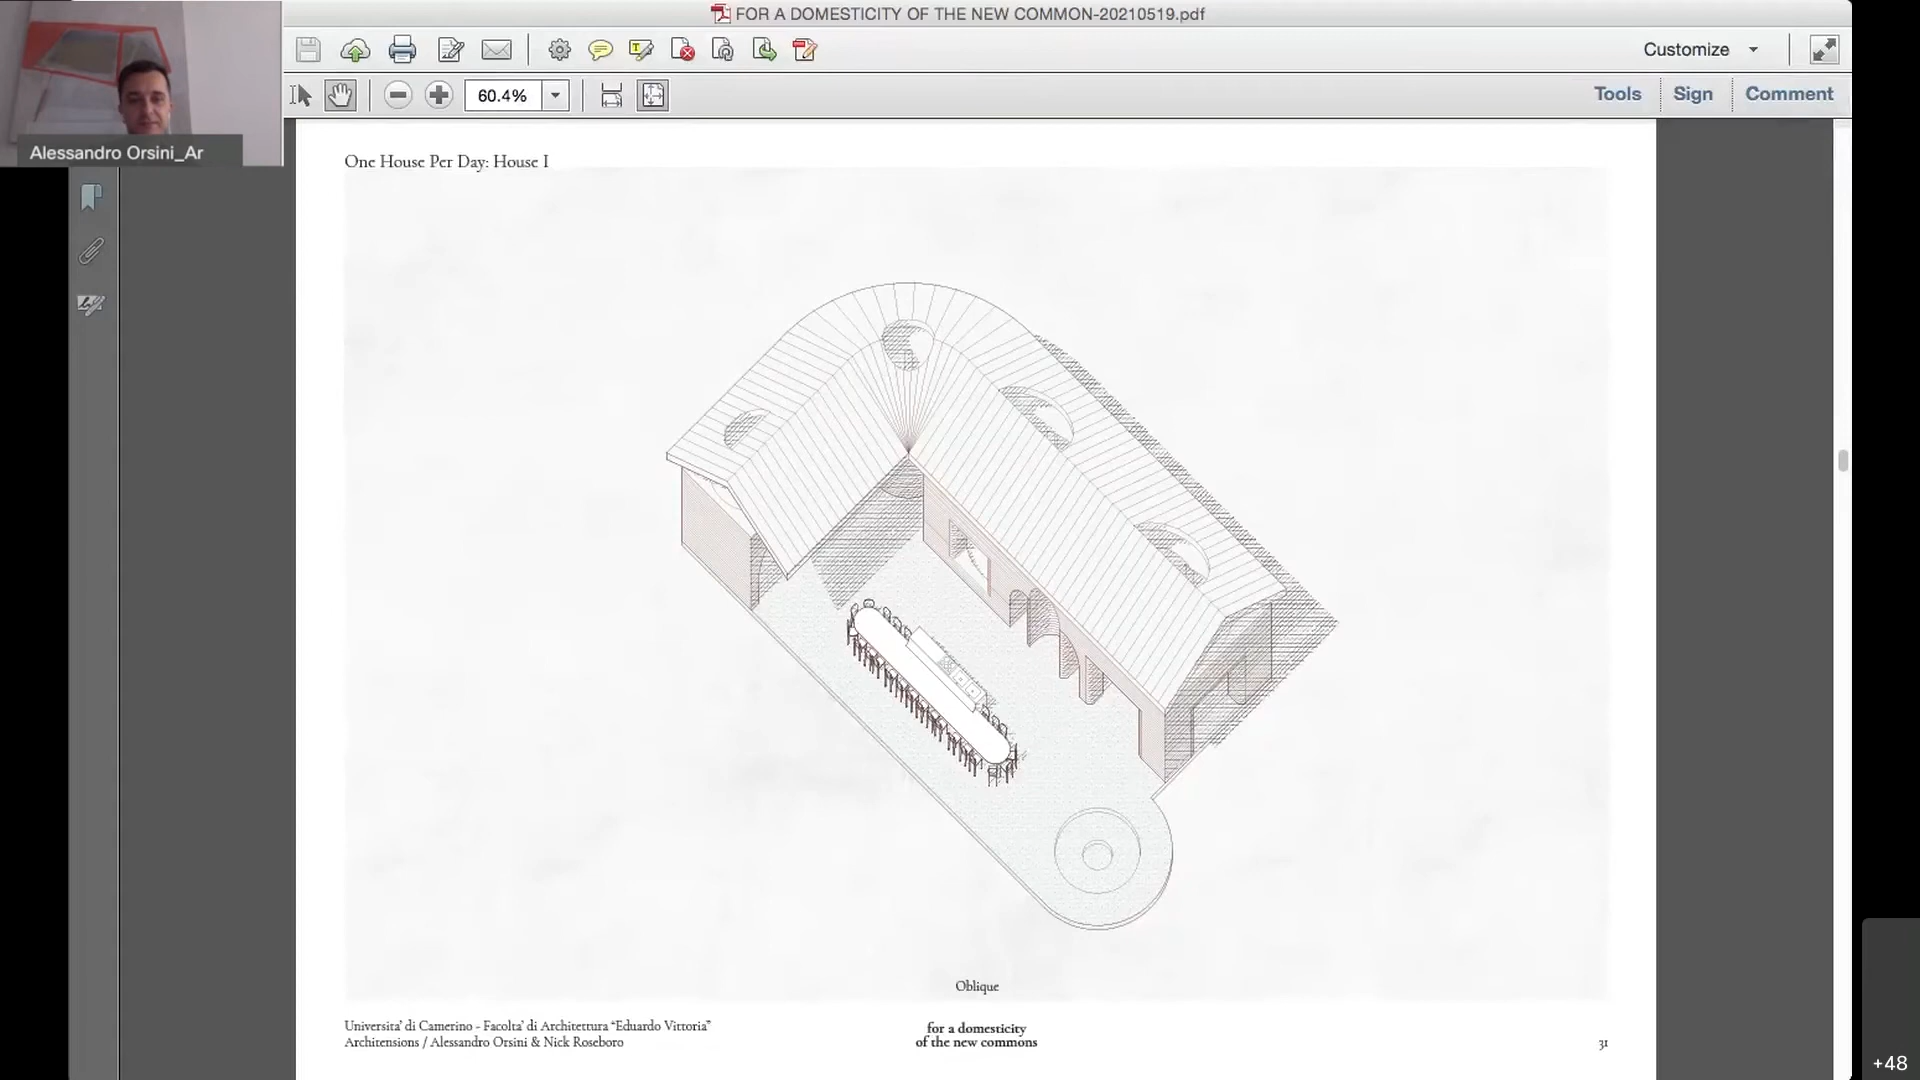 FOR A DOMESTICITY OF THE NEW COMMON-20210519.pdf
Customize
60.4%
Tools
Sign
Comment
Alessandro Orsini_Ar
One House Per Day: House I
Oblique
Universita' di Camerino - Facolta' di Architettura “Eduardo Vittoria”
Architensions / Alessandro Orsini & Nick Roseboro
for a domesticity
of the new commons
31
+48